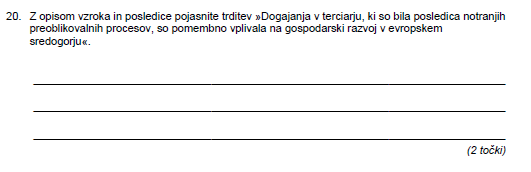 20. Z opisom vzroka in posledice pojasnite trditev »Dogajanja v terciarju, ki so bila posledica notranjih
preoblikovalnih procesov, so pomembno vplivala na gospodarski razvoj v evropskem
sredogorju«.
(2 točki)